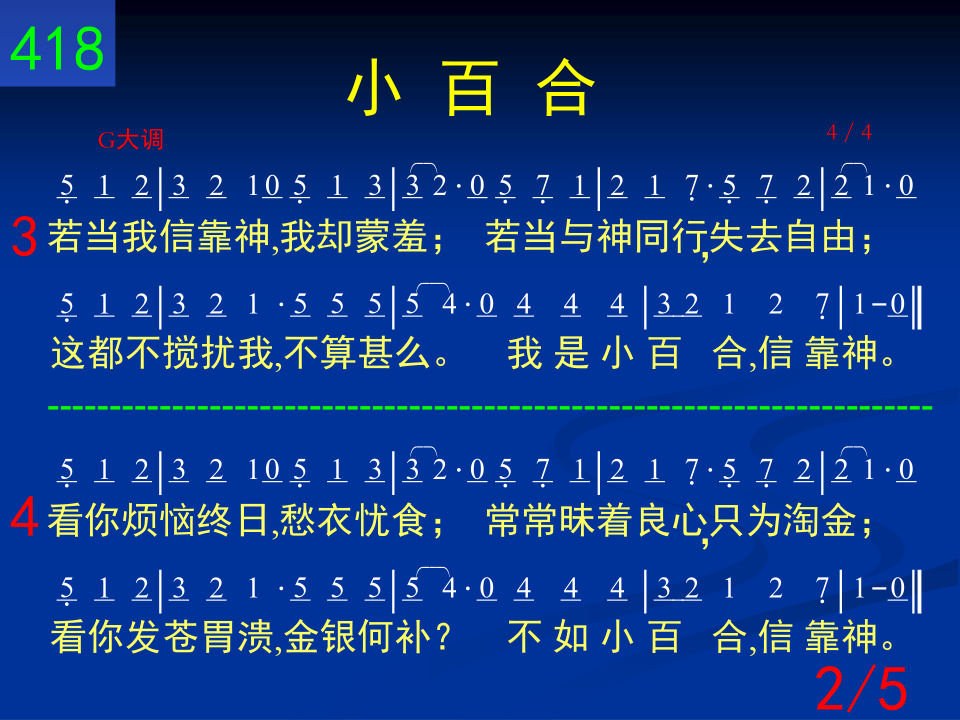 418
小 百 合
G大调
4 / 4
5 1 2|3 2 1 0 5 1 3|3 2 · 0 5 7 1|2 1 7 · 5 7 2|2 1 · 0
3
若当我信靠神,我却蒙羞； 若当与神同行,失去自由；
5 1 2|3 2 1 · 5 5 5|5 4 · 0 4 4 4|3 2 1 2 7|1-0‖
这都不搅扰我,不算甚么。 我 是 小 百 合,信 靠神。
5 1 2|3 2 1 0 5 1 3|3 2 · 0 5 7 1|2 1 7 · 5 7 2|2 1 · 0
4
看你烦恼终日,愁衣忧食； 常常昧着良心,只为淘金；
5 1 2|3 2 1 · 5 5 5|5 4 · 0 4 4 4|3 2 1 2 7|1-0‖
看你发苍胃溃,金银何补? 不 如 小 百 合,信 靠神。
2/5